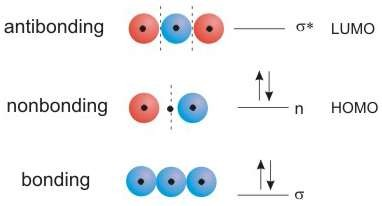 antibonding σ* LUMO
nonbonding n HOMO
bonding σ